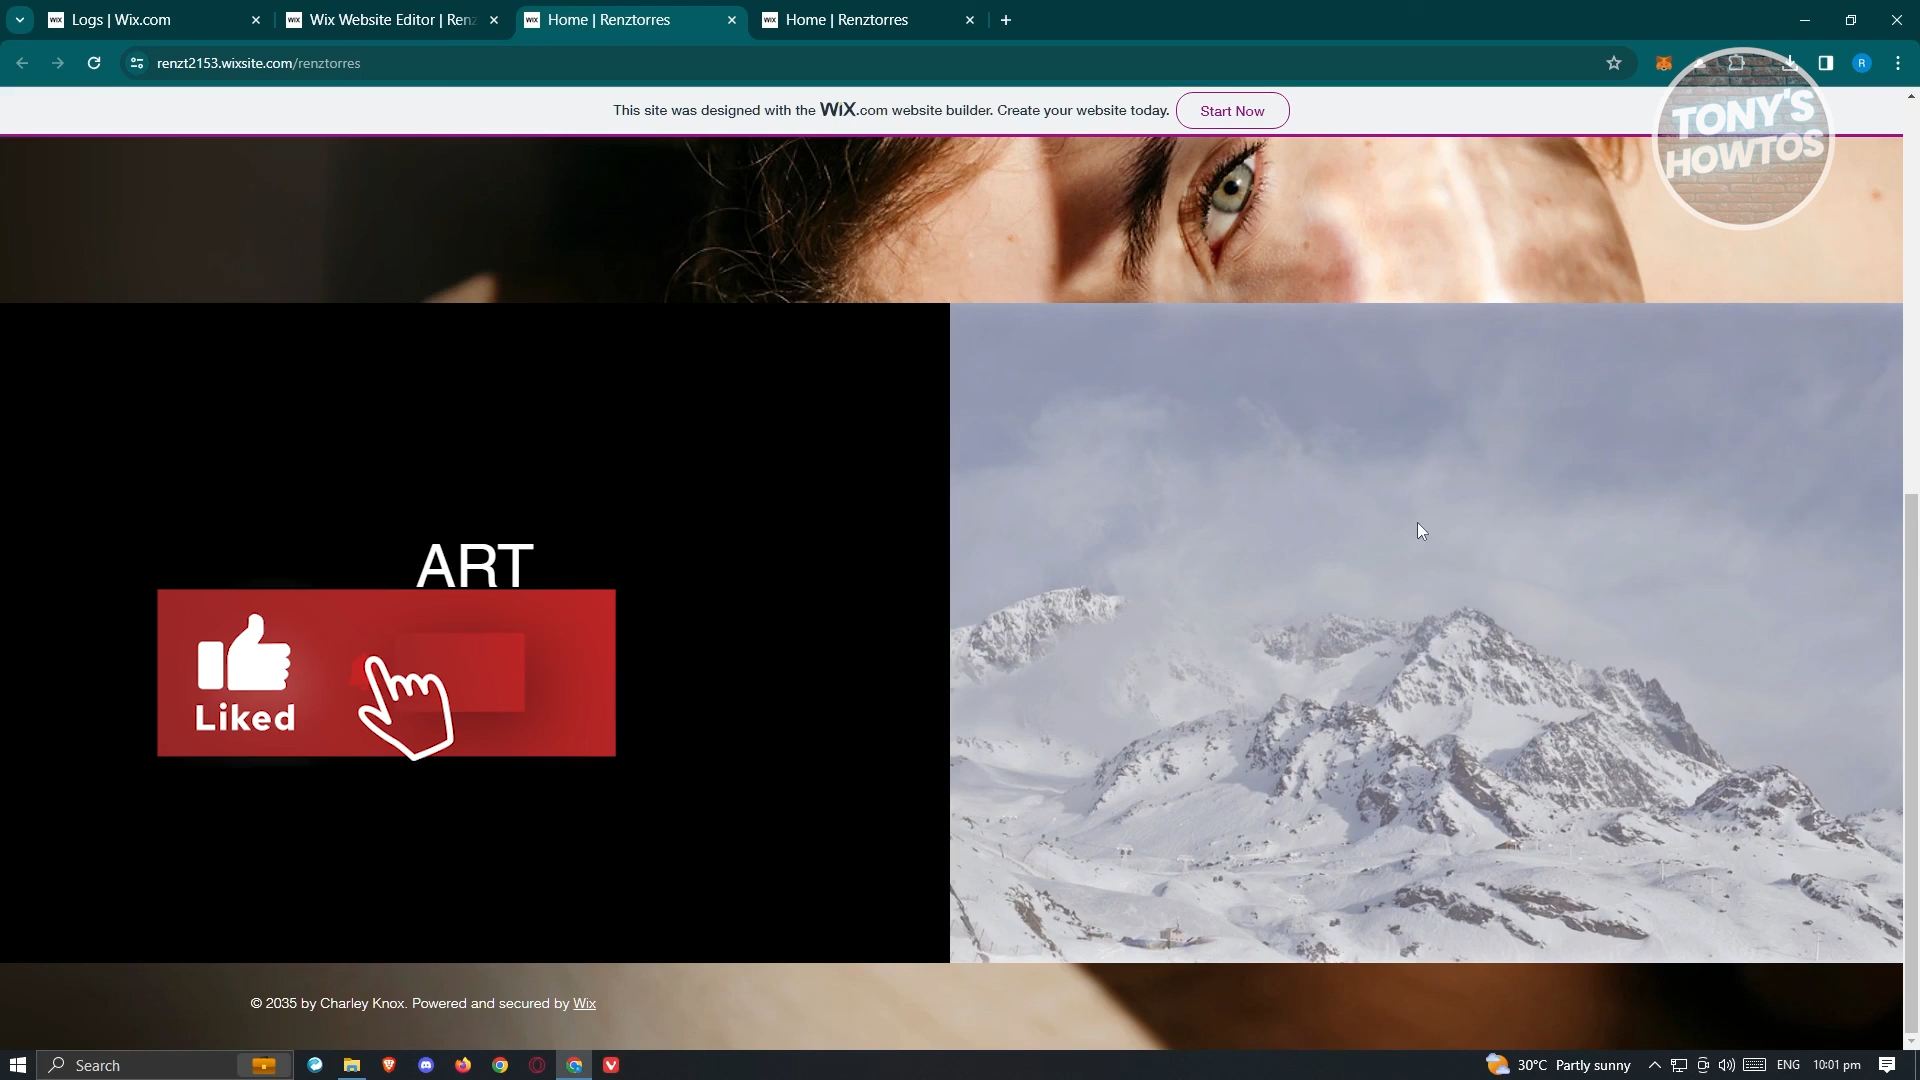 Logs | Wix.com
Wix Website Editor | Ren
Home | Renztorres
Home | Renztorres
renzt2153.wixsite.com/renztorres
R
This site was designed with the WiX.com website builder. Create your website today.
Start Now
TONY'S
HOWTOS
ART
Liked
© 2035 by Charley Knox. Powered and secured by Wix
Search
30°C Partly sunny
ENG
10:01 pm